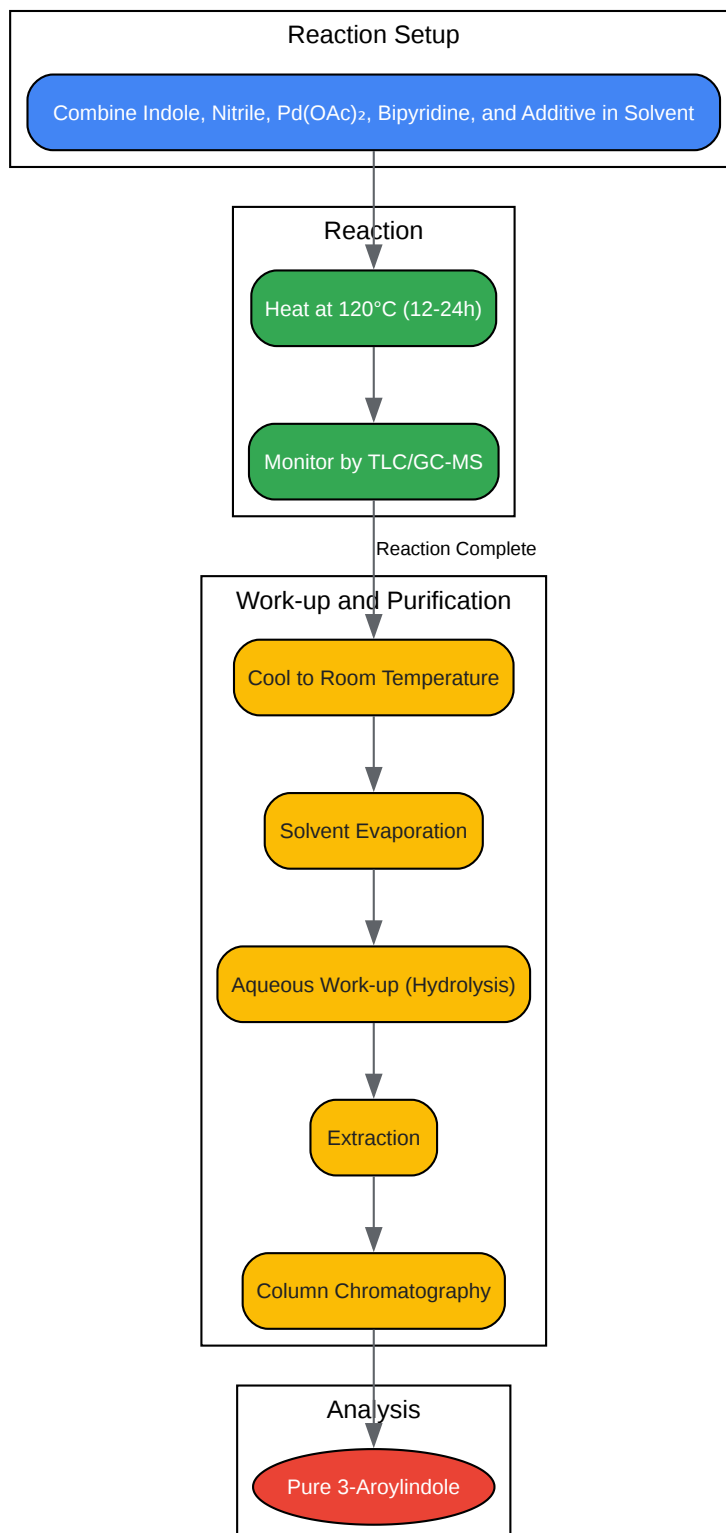 Reaction Setup
Combine Indole, Nitrile, Pd(OAc)₂, Bipyridine, and Additive in Solvent
Reaction
Heat at 120°C (12-24h)
Monitor by TLC/GC-MS
Reaction Complete
Work-up and Purification
Cool to Room Temperature
Solvent Evaporation
Aqueous Work-up (Hydrolysis)
Extraction
Column Chromatography
Analysis
Pure 3-Aroylindole